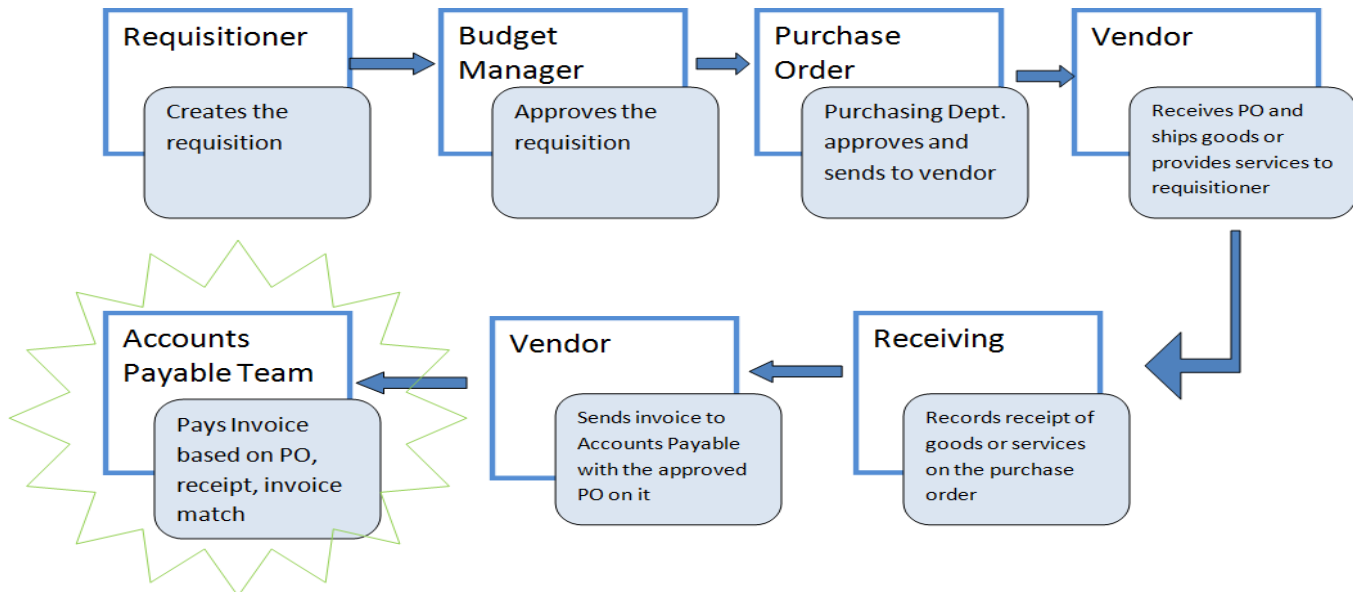 Requisitioner
Creates the
requisition
Budget
Manager
Approves the
requisition
Purchase
Order
Purchasing Dept.
approves and
sends to vendor
Vendor
Receives PO and
ships goods or
provides services to
requisitioner
Receiving
Records receipt of
goods or services
on the purchase
order
Vendor
Sends invoice to
Accounts Payable
with the approved
PO on it
Accounts
Payable Team
Pays Invoice
based on PO,
receipt, invoice
match